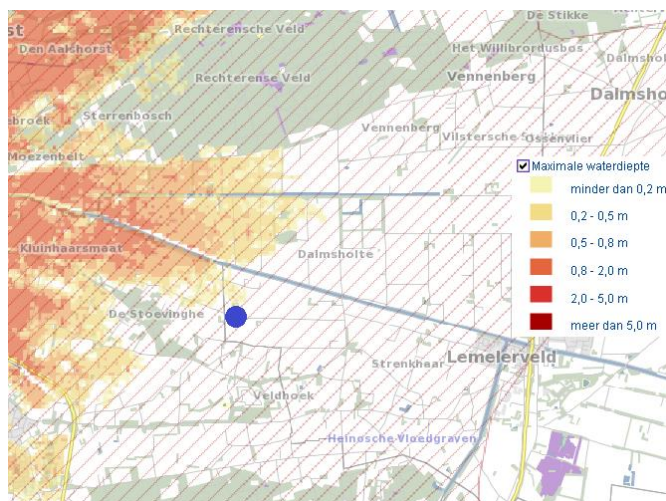 De Stikke
Rechterensche Veld
Den Aalshorst
Het Willibrordusbos
Vennenberg
Rechterense Veld
Dalmsholte
Sterrenbosch
Vennenberg
Vilstersche
Ossenvlier
Moezenbelt
Maximale waterdiepte
minder dan 0,2 m
0,2 - 0,5 m
Kluinhaarsmaat
Dalmsholte
0,5 - 0,8 m
0,8 - 2,0 m
2,0 - 5,0 m
De Stoevinghe
meer dan 5,0 m
Lemelerveld
Strenkhaar
Veldhoek
Heinosche Vloedgraven